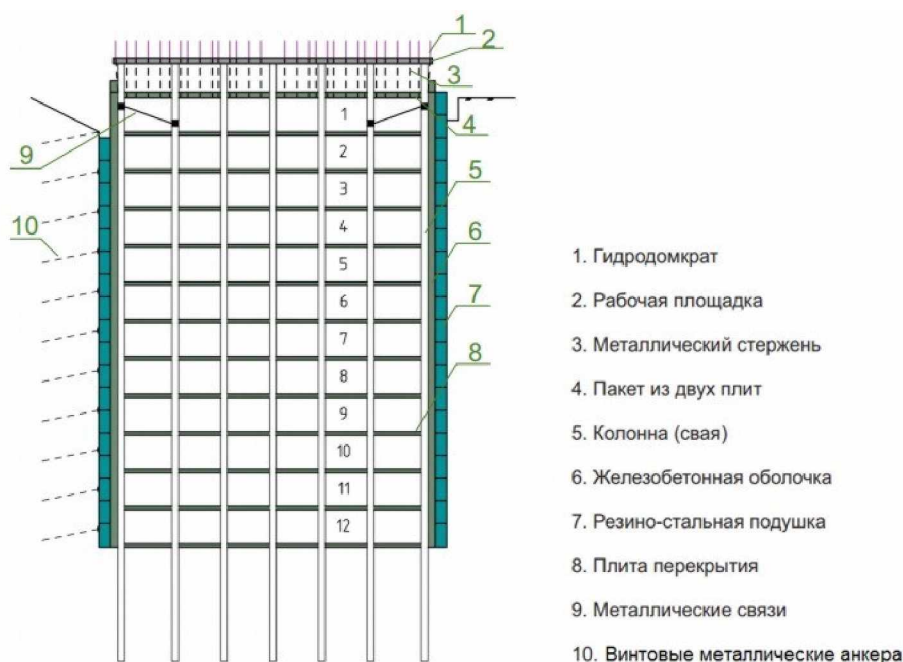 1
2
3
4
5
6
7
8
9
10
1
2
3
4
5
6
7
8
9
10
11
12
1. Гидродомкрат
2. Рабочая площадка
3. Металлический стержень
4. Пакет из двух плит
5. Колонна (свая)
6. Железобетонная оболочка
7. Резино-стальная подушка
8. Плита перекрытия
9. Металлические связи
10. Винтовые металлические анкера